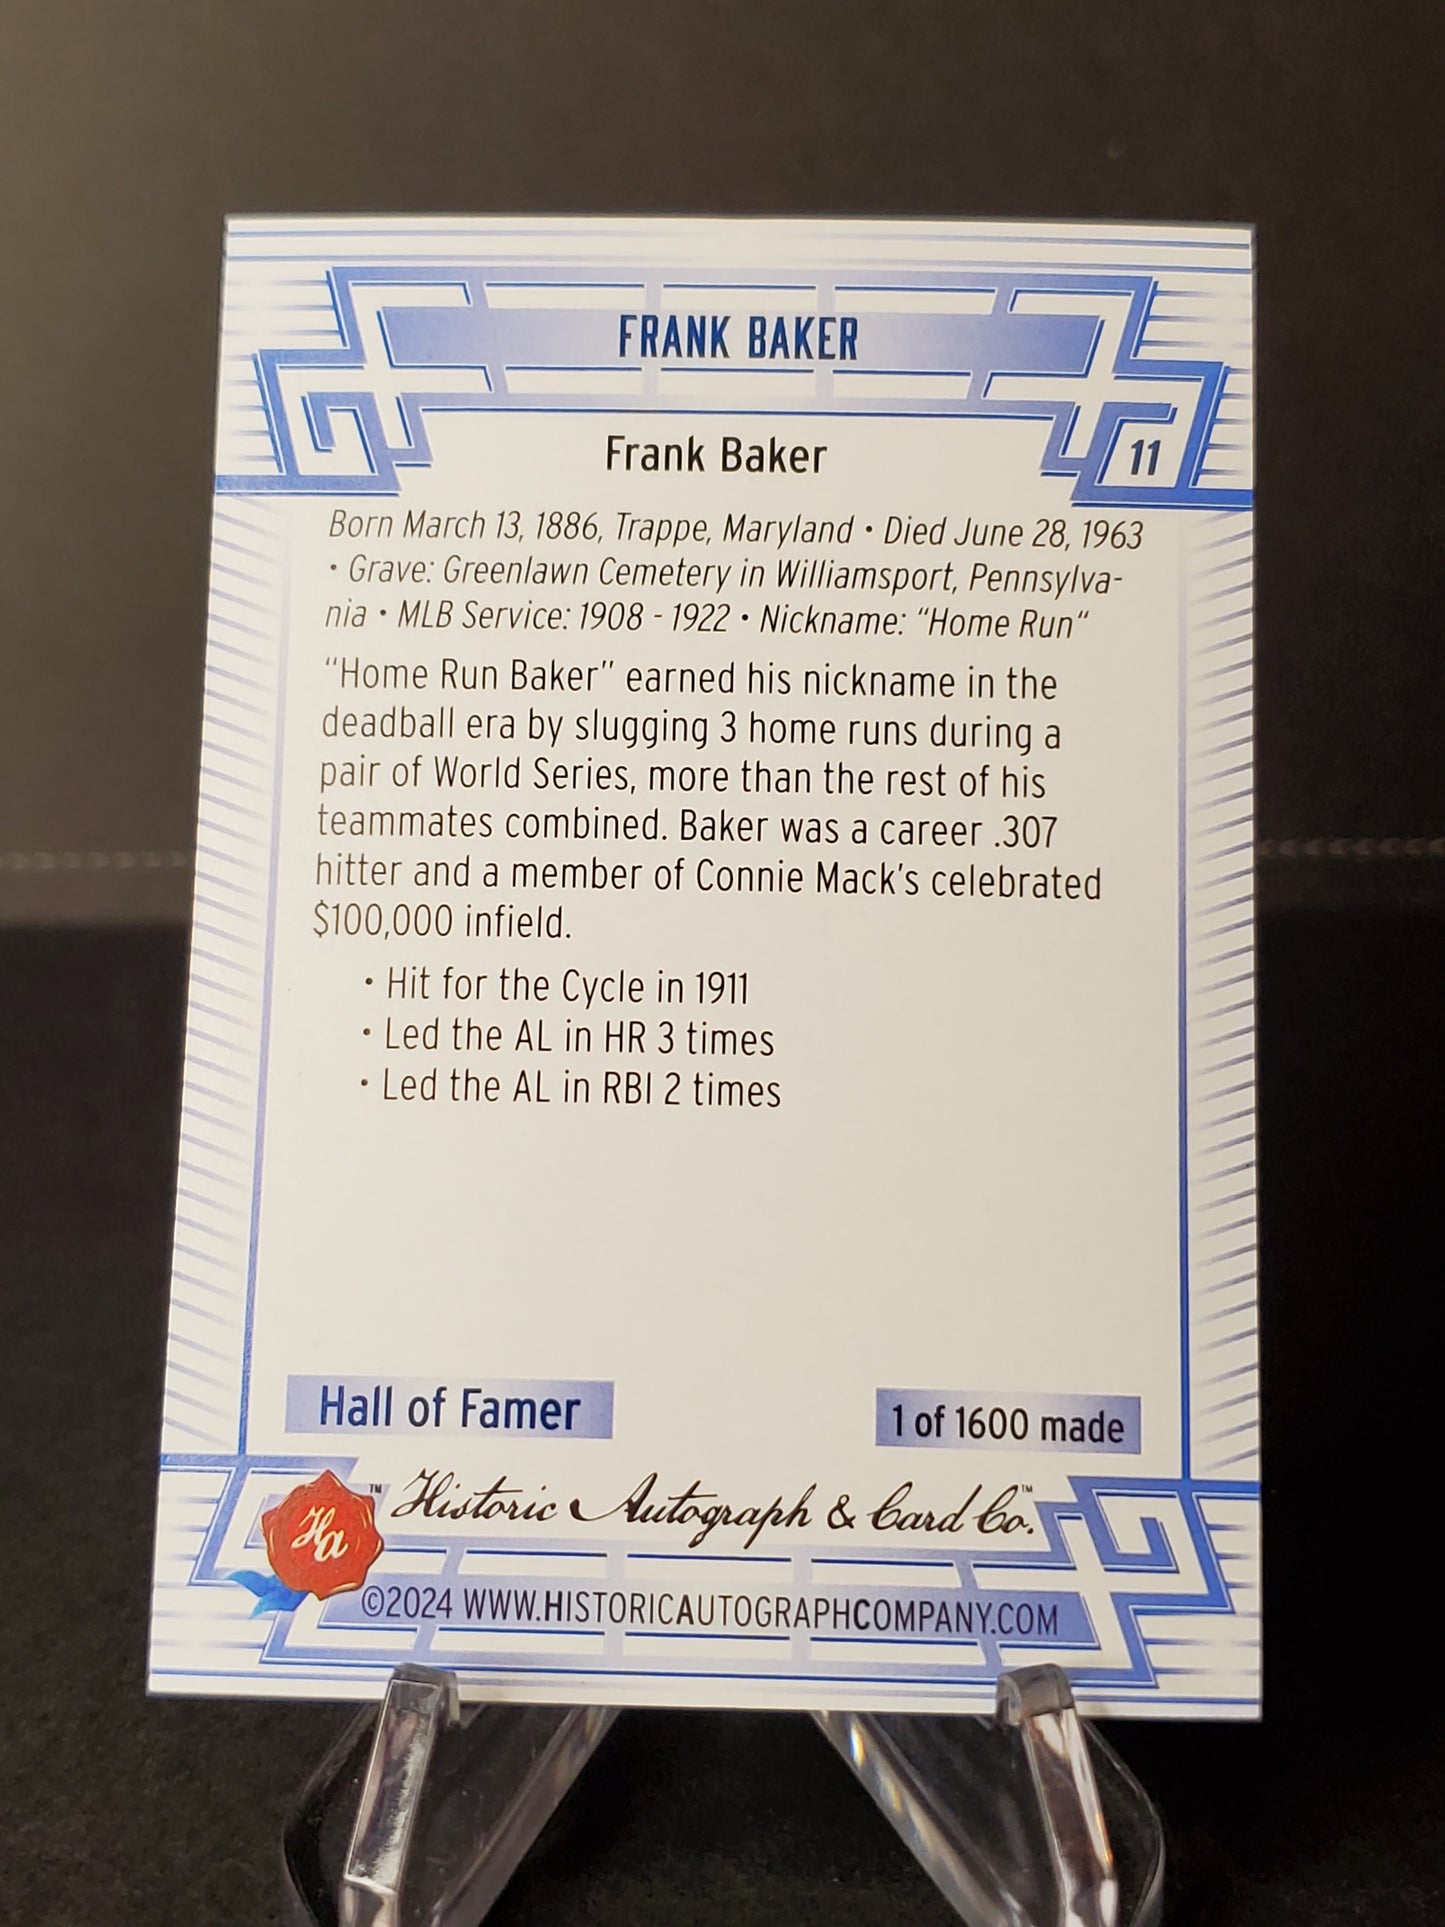 FRANK BAKER
Frank Baker
11
Born March 13, 1886, Trappe, Maryland • Died June 28, 1963
• Grave: Greenlawn Cemetery in Williamsport, Pennsylva-
nia • MLB Service: 1908 - 1922 • Nickname: “Home Run“
“Home Run Baker” earned his nickname in the
deadball era by slugging 3 home runs during a
pair of World Series, more than the rest of his
teammates combined. Baker was a career .307
hitter and a member of Connie Mack's celebrated
$100,000 infield.
• Hit for the Cycle in 1911
• Led the AL in HR 3 times
• Led the AL in RBI 2 times
Hall of Famer
1 of 1600 made
Ha ™ Historic Autograph & Card Co.™
©2024 WWW.HISTORICAUTOGRAPHCOMPANY.COM